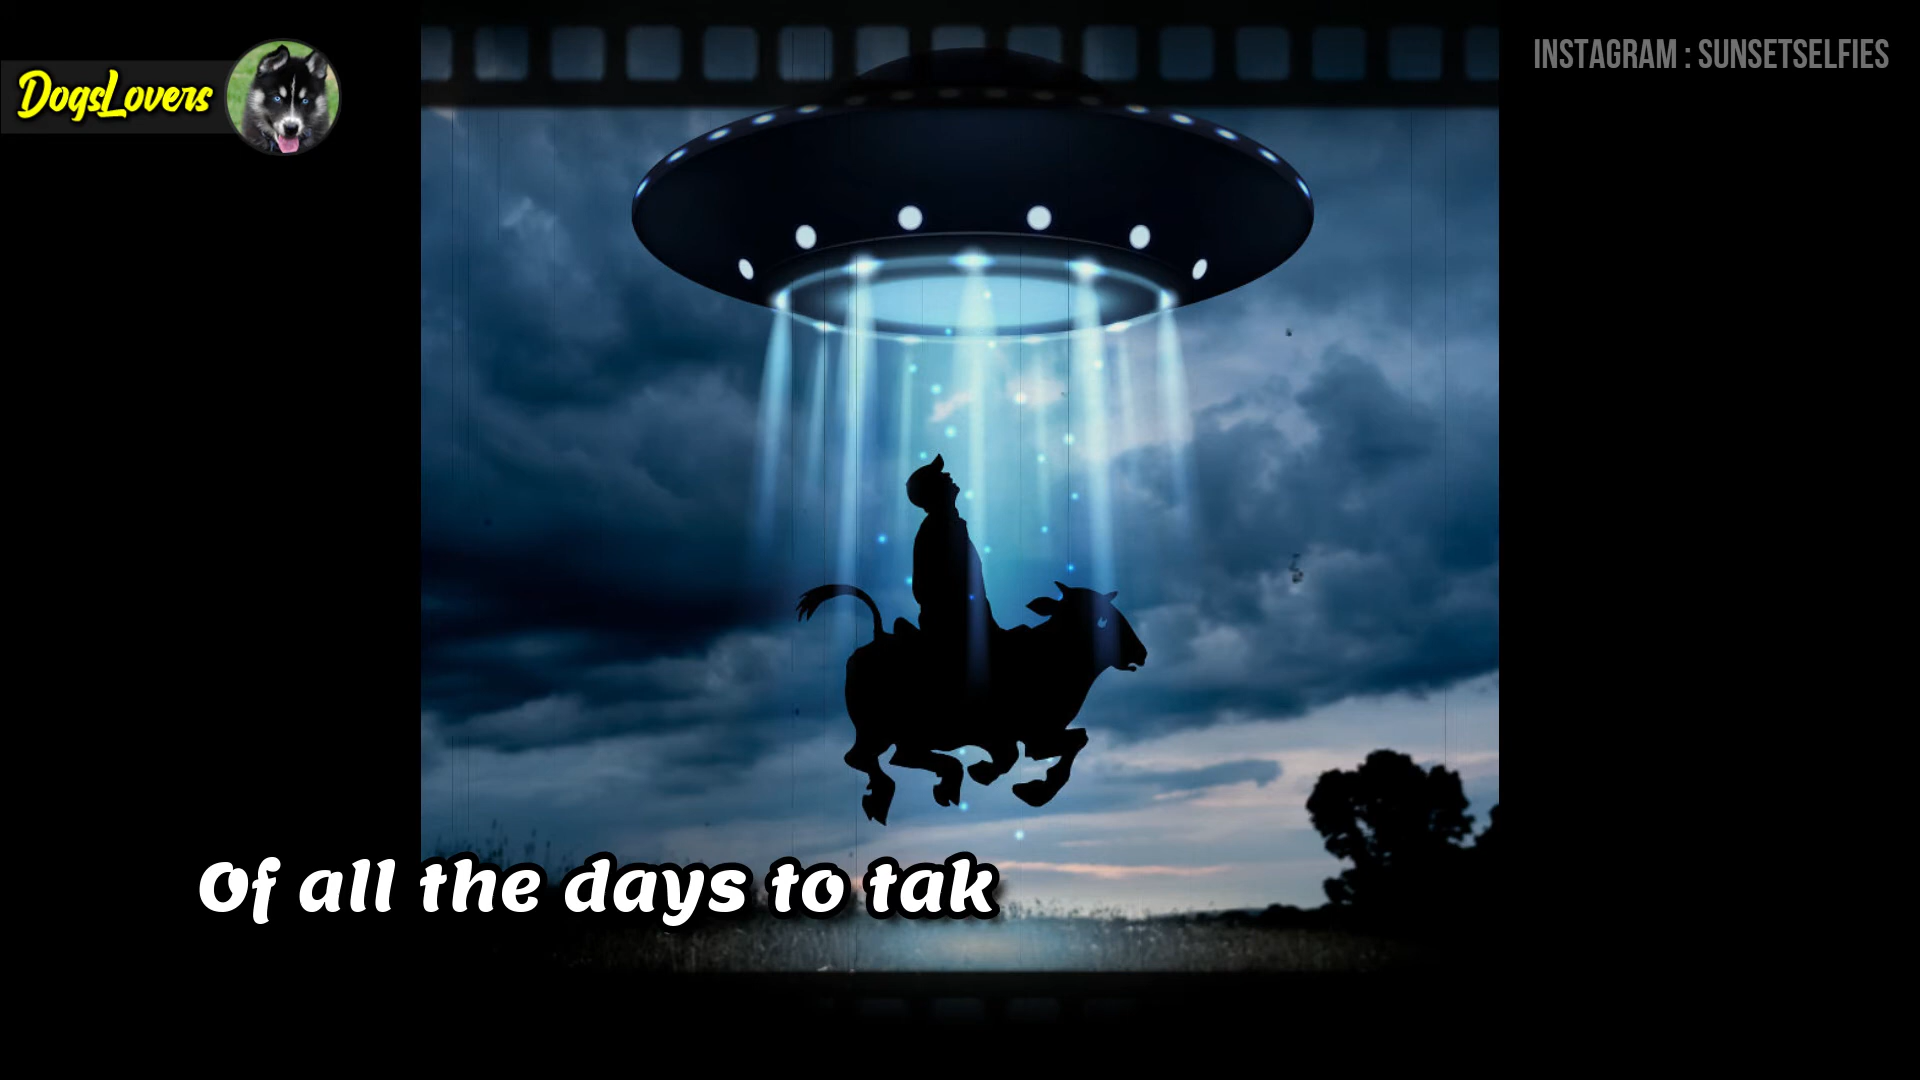 DogsLovers
INSTAGRAM : SUNSETSELFIES
Of all the days to tak